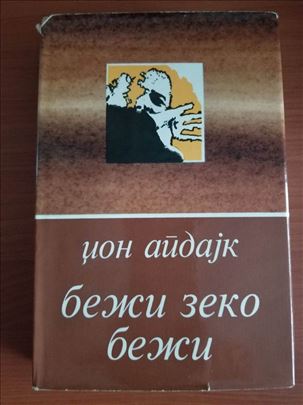 џон апдајк
бежи зеко
бежи